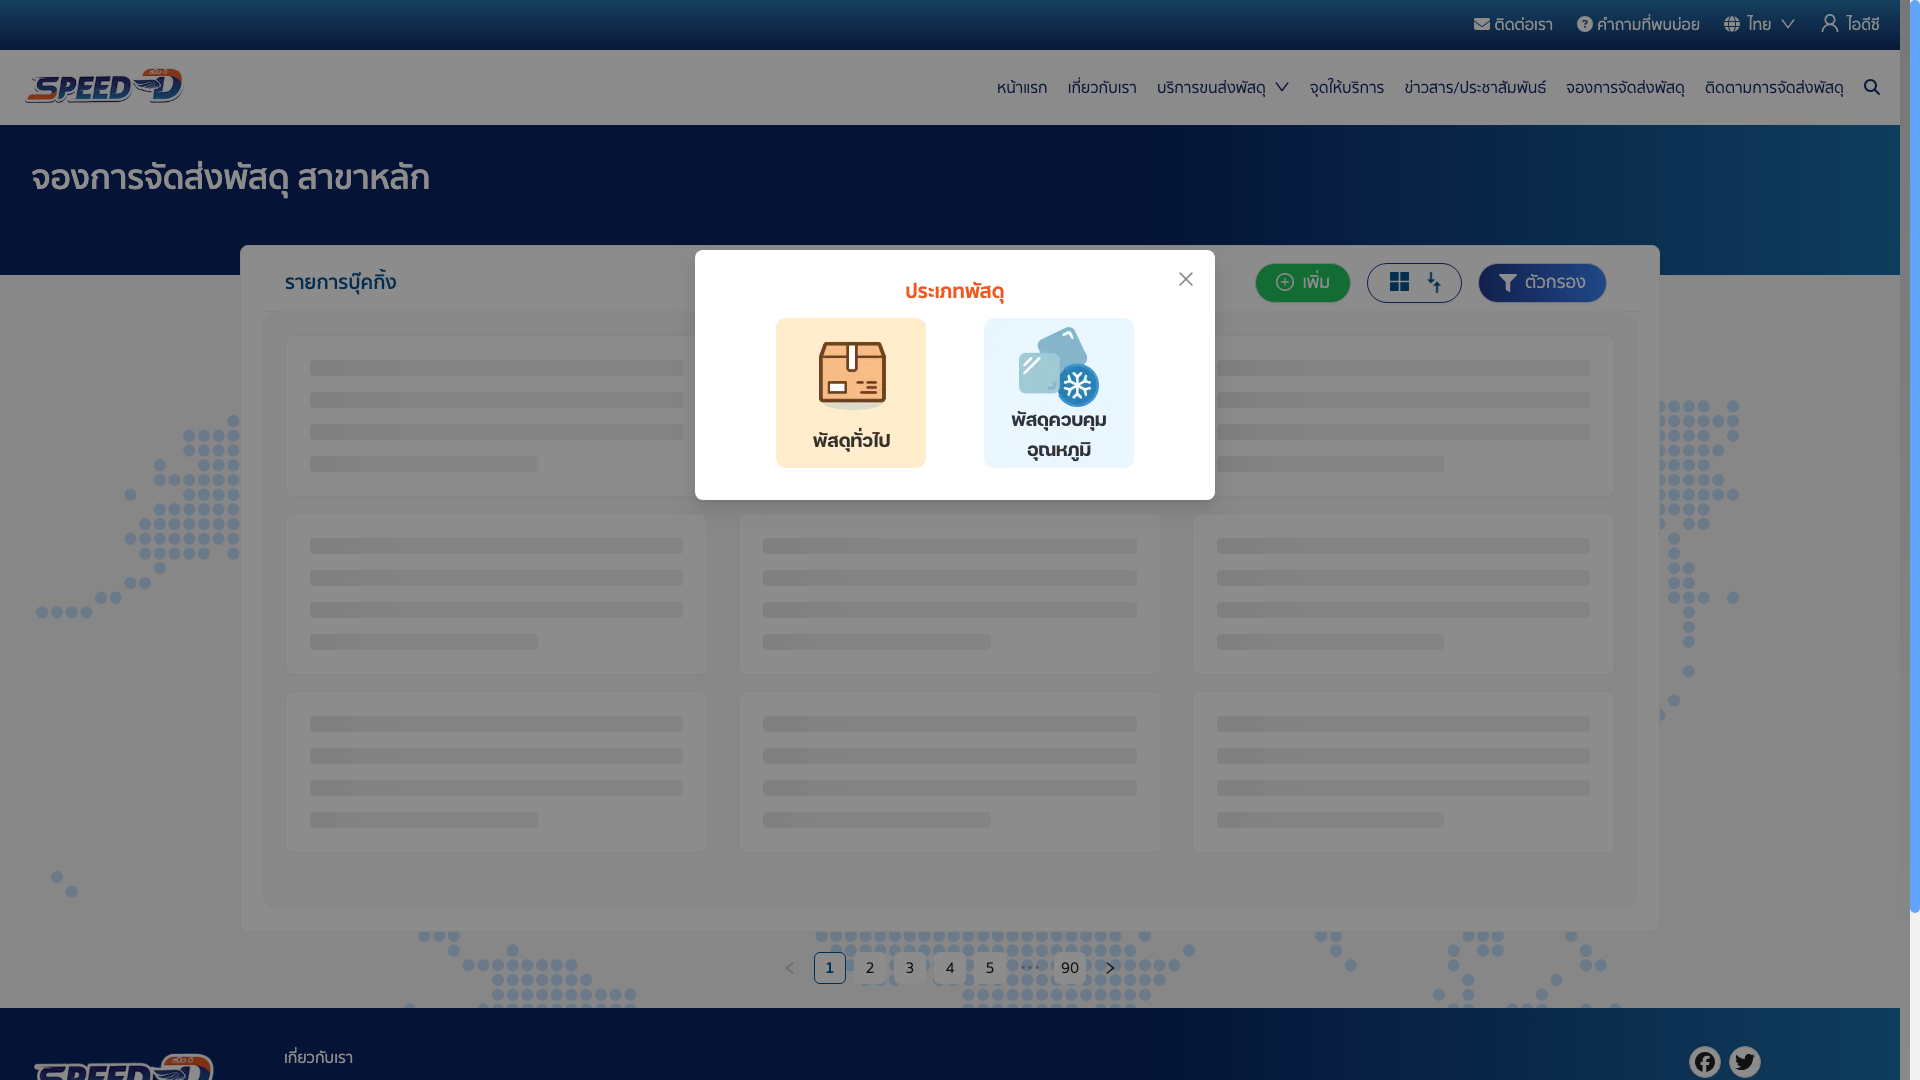 ติดต่อเรา คำถามที่พบบ่อย ไทย ไอดีซี
SPEED-D
หน้าแรก เกี่ยวกับเรา บริการขนส่งพัสดุ จุดให้บริการ ข่าวสาร/ประชาสัมพันธ์ จองการจัดส่งพัสดุ ติดตามการจัดส่งพัสดุ
จองการจัดส่งพัสดุ สาขาหลัก
รายการบุ๊คกิ้ง
เพิ่ม
ตัวกรอง
ประเภทพัสดุ
พัสดุทั่วไป
พัสดุควบคุม
อุณหภูมิ
1 2 3 4 5 ••• 90
เกี่ยวกับเรา
SPEED-D